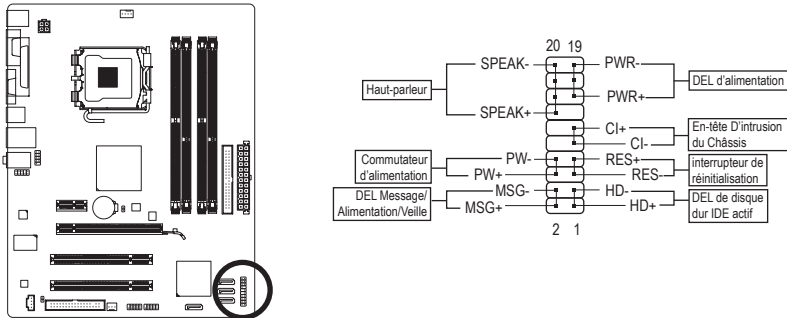 20 19
SPEAK-
PWR-
Haut-parleur
DEL d'alimentation
PWR+
SPEAK+
CI+
En-tête D'intrusion
du Châssis
CI-
Commutateur
d'alimentation
PW-
RES+
interrupteur de
réinitialisation
PW+
RES-
DEL Message/
Alimentation/Veille
MSG-
HD-
DEL de disque
dur IDE actif
MSG+
HD+
2 1